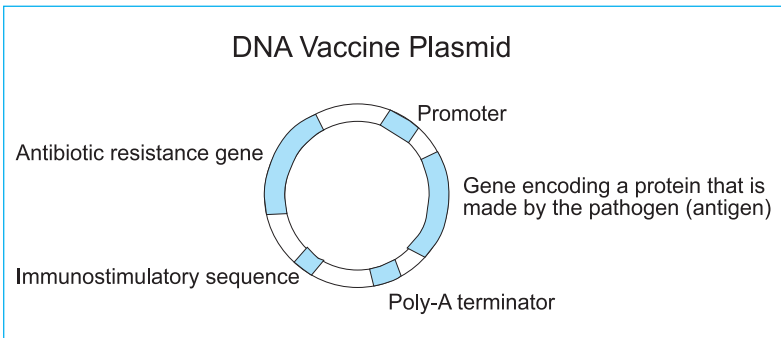 DNA Vaccine Plasmid
Promoter
Antibiotic resistance gene
Gene encoding a protein that is
made by the pathogen (antigen)
Immunostimulatory sequence
Poly-A terminator